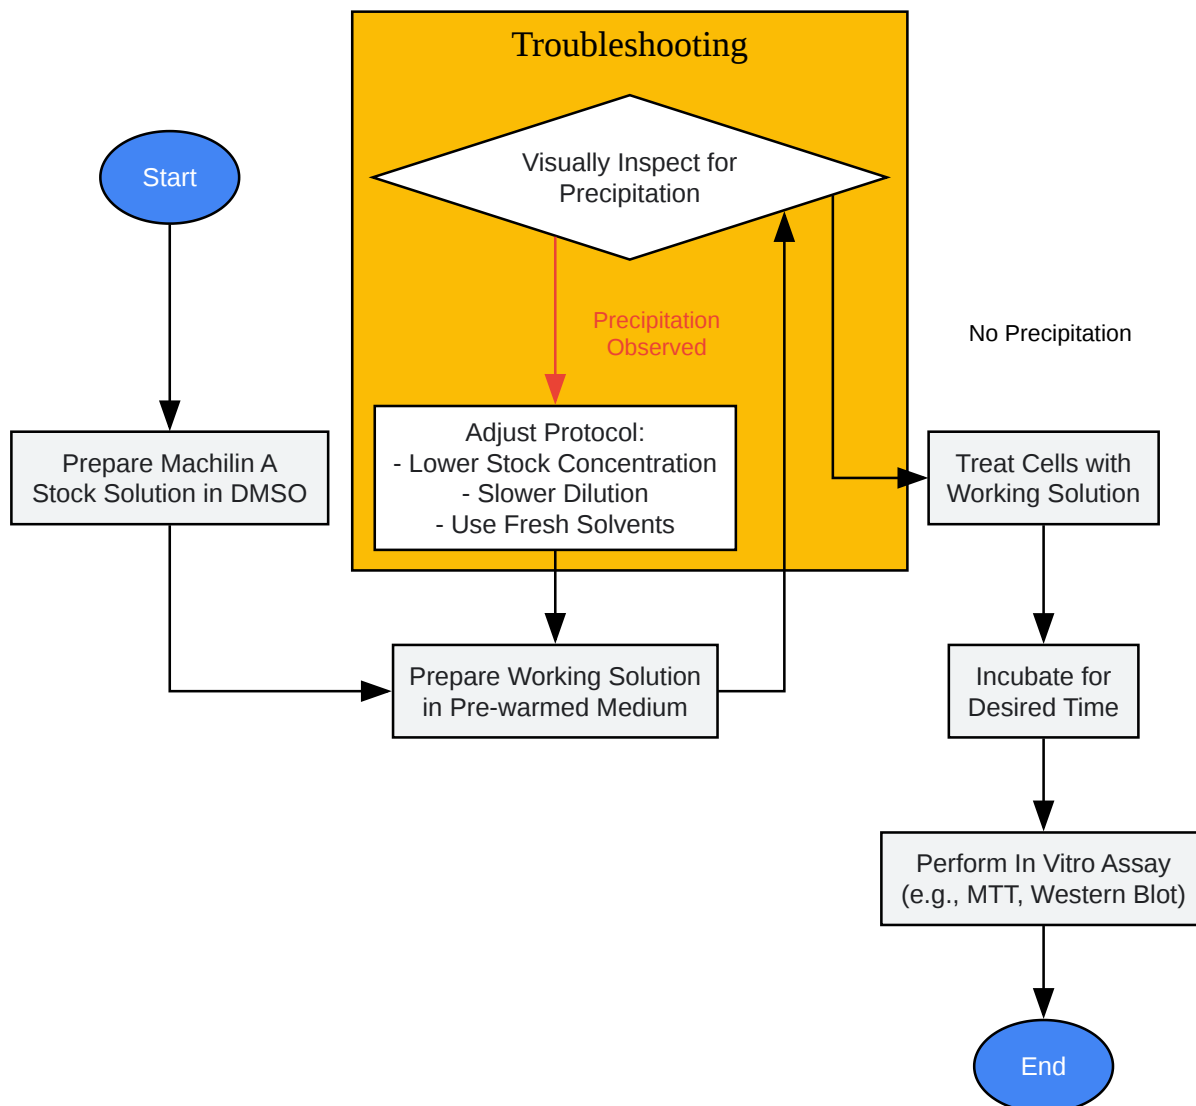 Troubleshooting
Visually Inspect for
Precipitation
Start
Precipitation
Observed
No Precipitation
Adjust Protocol:
- Lower Stock Concentration
- Slower Dilution
- Use Fresh Solvents
Prepare Machilin A
Stock Solution in DMSO
Treat Cells with
Working Solution
Prepare Working Solution
in Pre-warmed Medium
Incubate for
Desired Time
Perform In Vitro Assay
(e.g., MTT, Western Blot)
End